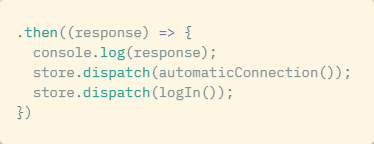 .then((response) => {
  console.log(response);
  store.dispatch(automaticConnection());
  store.dispatch(logIn());
})